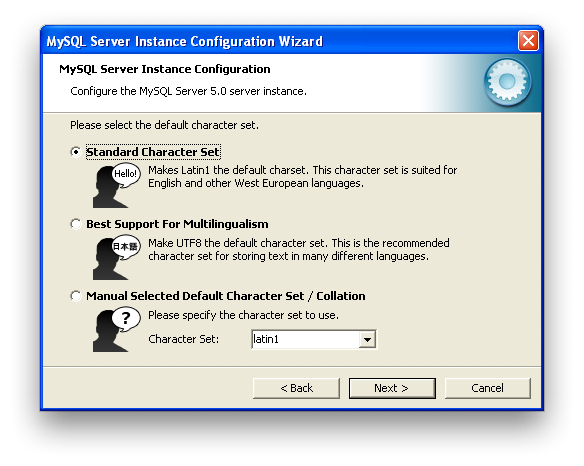 MySQL Server Instance Configuration Wizard
MySQL Server Instance Configuration
Configure the MySQL Server 5.0 server instance.
Please select the default character set.
Standard Character Set
Hello!
Makes Latin1 the default charset. This character set is suited for
English and other West European languages.
Best Support For Multilingualism
日本語
Make UTF8 the default character set. This is the recommended
character set for storing text in many different languages.
Manual Selected Default Character Set / Collation
?
Please specify the character set to use.
Character Set: latin1
< Back Next > Cancel